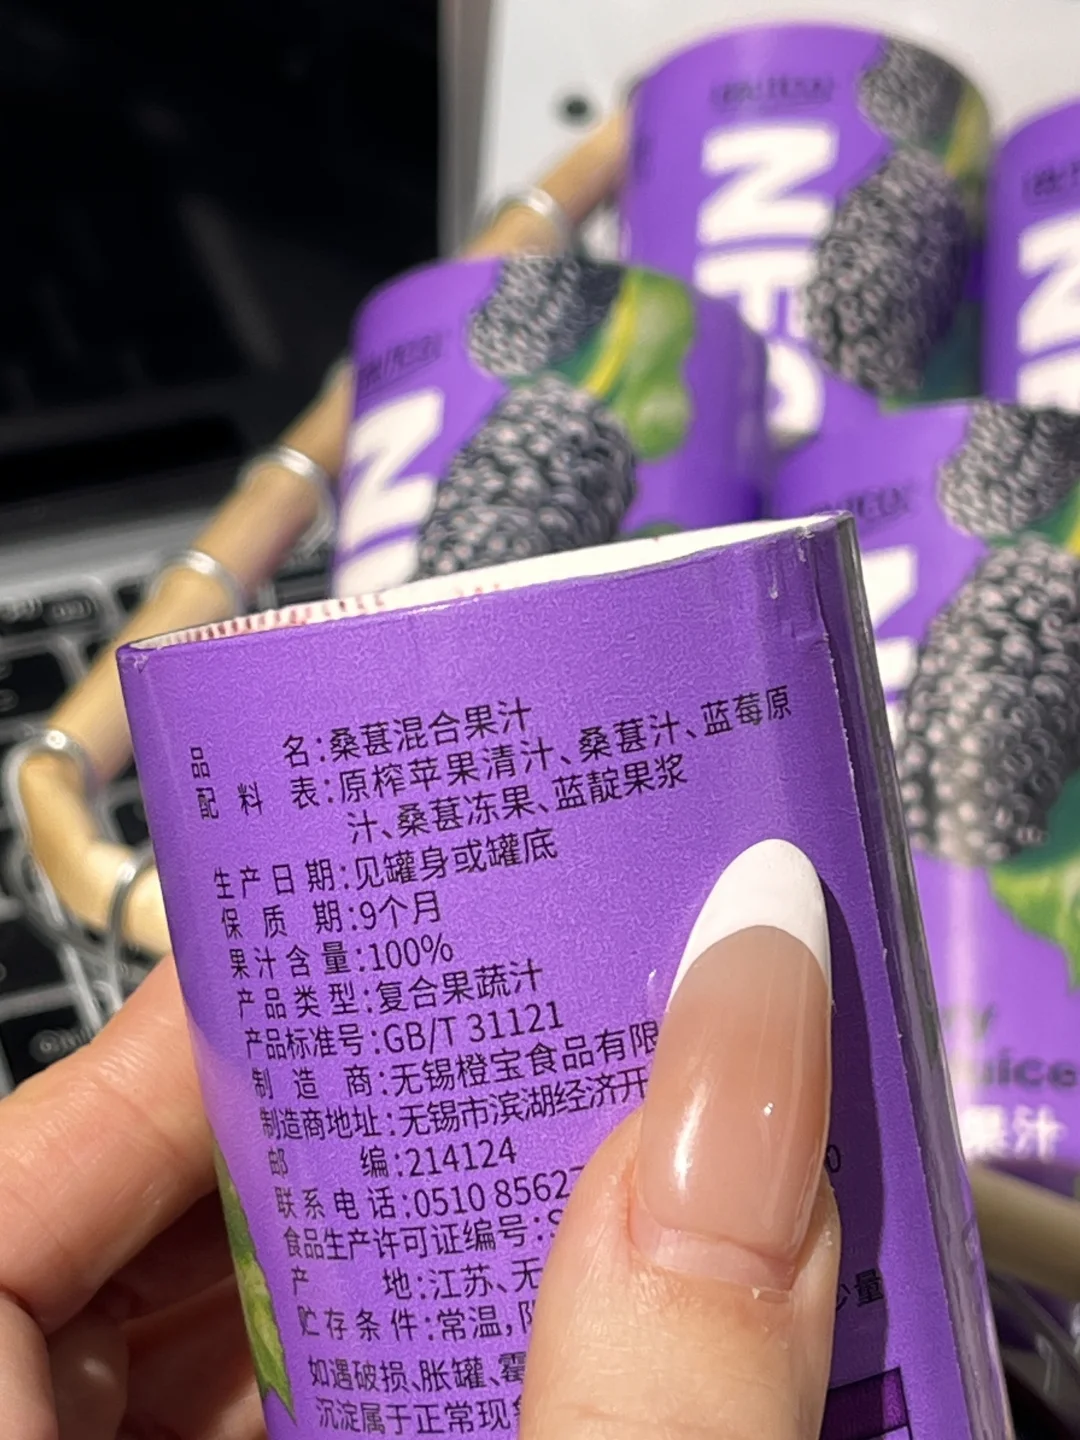 品名:桑葚混合果汁
配料表:原榨苹果清汁、桑葚汁、蓝莓原
汁、桑葚冻果、蓝靛果浆
生产日期:见罐身或罐底
保质期:9个月
果汁含量:100%
产品类型:复合果蔬汁
产品标准号:GB/T 31121
制造商:无锡橙宝食品有限
制造商地址:无锡市滨湖经济开
邮编:214124
联系电话:0510 8562
食品生产许可证编号:S
产地:江苏、无
贮存条件:常温,
少量
如遇破损、胀罐、霉
沉淀属于正常现象
N
NF
uice
果汁